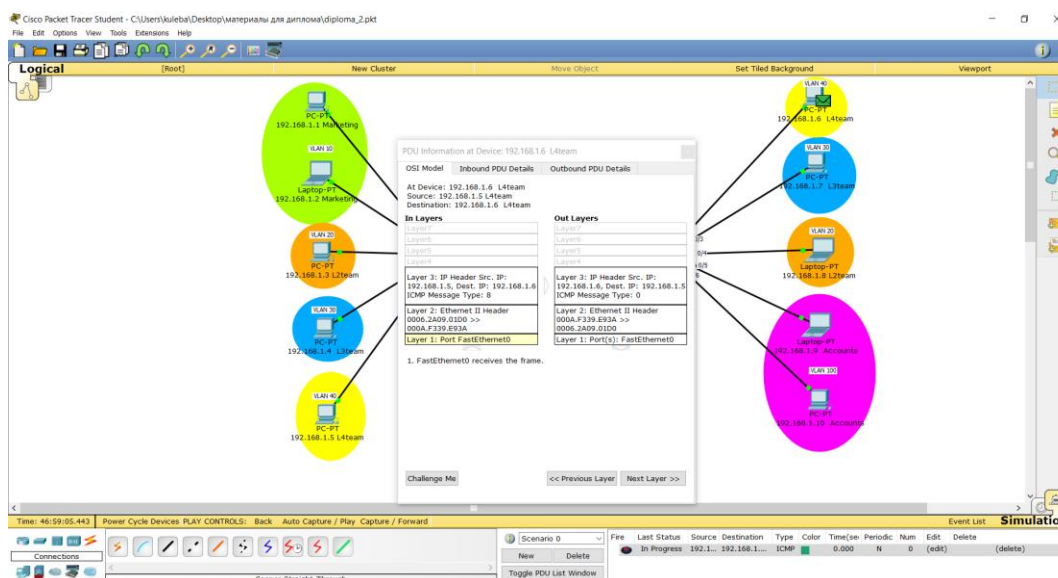 Cisco Packet Tracer Student - C:\Users\kuleba\Desktop\материалы для диплома\diploma_2.pkt
File Edit Options View Tools Extensions Help
Logical [Root] New Cluster Move Object Set Tiled Background Viewport
PC-PT
192.168.1.1 Marketing
VLAN 10
Laptop-PT
192.168.1.2 Marketing
VLAN 20
PC-PT
192.168.1.3 L2team
VLAN 30
PC-PT
192.168.1.4 L3team
VLAN 40
PC-PT
192.168.1.5 L4team
PDU Information at Device: 192.168.1.6 L4team
OSI Model Inbound PDU Details Outbound PDU Details
At Device: 192.168.1.6 L4team
Source: 192.168.1.5 L4team
Destination: 192.168.1.6 L4team
In Layers
Layer7
Layer6
Layer5
Layer4
Layer 3: IP Header Src. IP:
192.168.1.5, Dest. IP: 192.168.1.6
ICMP Message Type: 8
Layer 2: Ethernet II Header
0006.2A09.01D0 >>
000A.F339.E93A
Layer 1: Port FastEthernet0
Out Layers
Layer7
Layer6
Layer5
Layer4
Layer 3: IP Header Src. IP:
192.168.1.6, Dest. IP: 192.168.1.5
ICMP Message Type: 0
Layer 2: Ethernet II Header
000A.F339.E93A >>
0006.2A09.01D0
Layer 1: Port(s): FastEthernet0
1. FastEthernet0 receives the frame.
Challenge Me << Previous Layer Next Layer >>
0/4
0/5
VLAN 40
PC-PT
192.168.1.6 L4team
VLAN 30
PC-PT
192.168.1.7 L3team
VLAN 20
Laptop-PT
192.168.1.8 L2team
Laptop-PT
192.168.1.9 Accounts
VLAN 100
PC-PT
192.168.1.10 Accounts
Time: 46:59:05.443 Power Cycle Devices PLAY CONTROLS: Back Auto Capture / Play Capture / Forward Event List Simulatio
Connections
Scenario 0
New Delete
Toggle PDU List Window
Fire Last Status Source Destination Type Color Time(se Periodic Num Edit Delete
In Progress 192.1... 192.168.1.... ICMP 0.000 N 0 (edit) (delete)